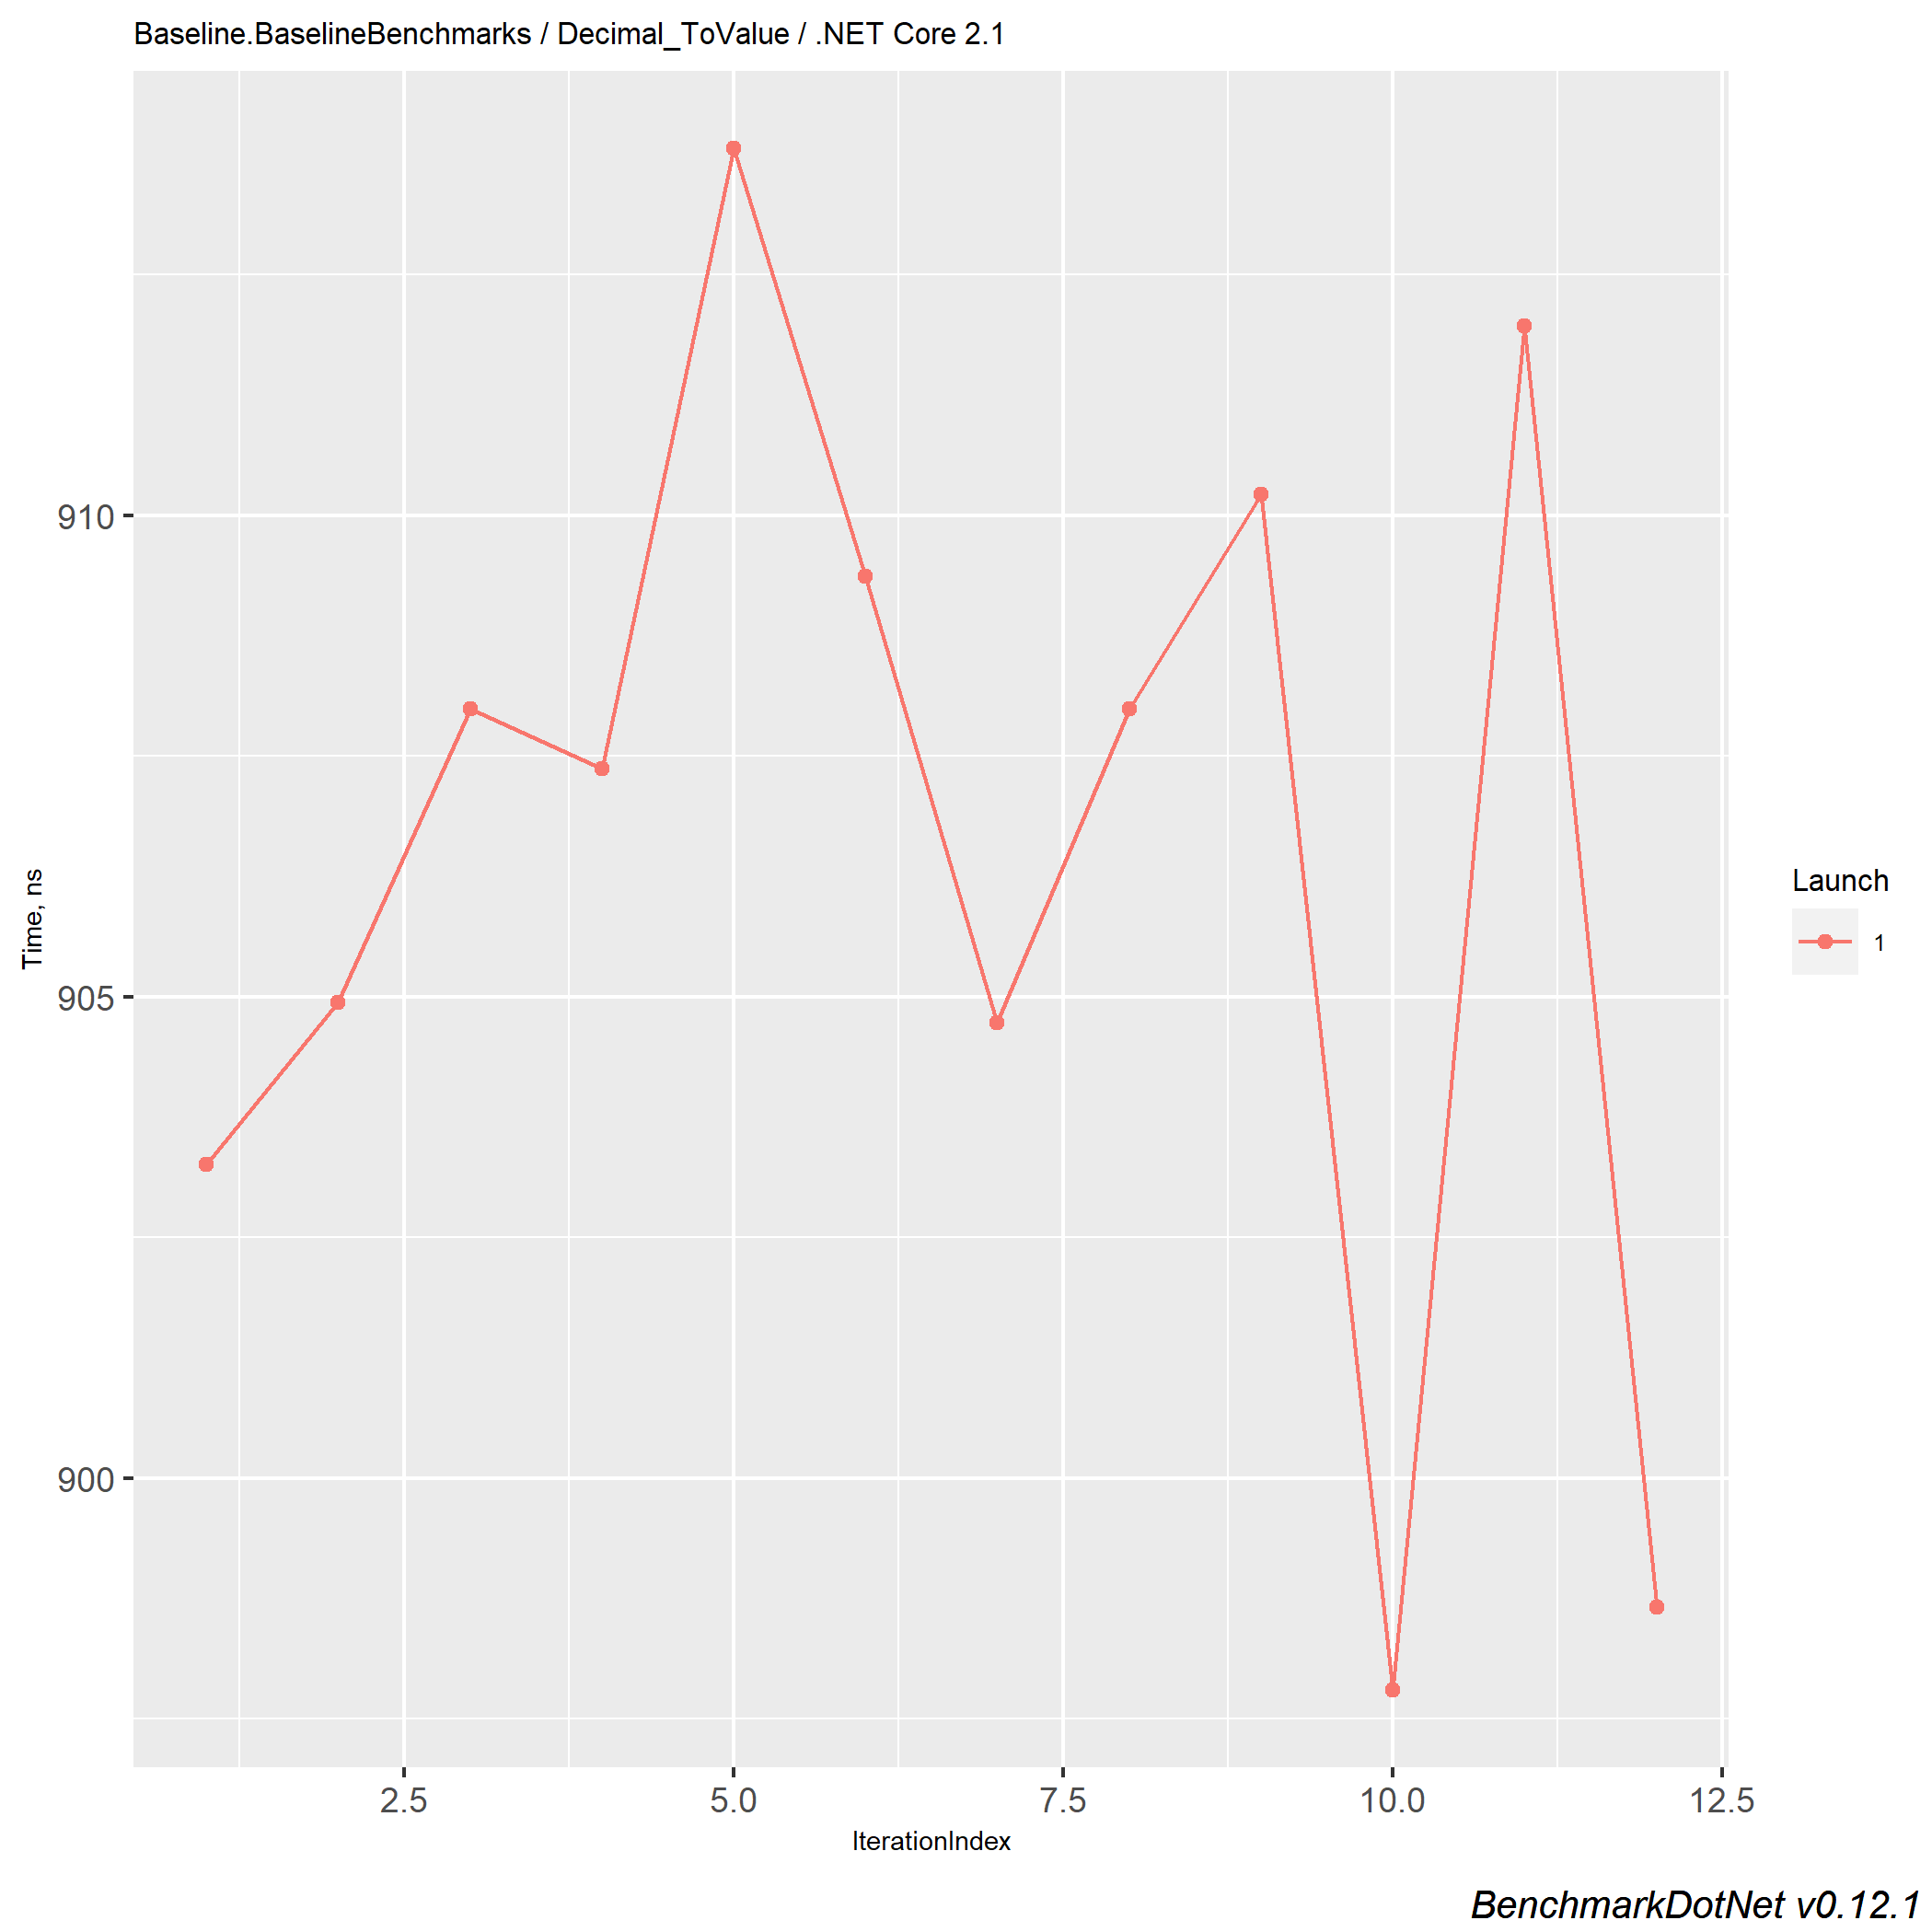 Baseline.BaselineBenchmarks / Decimal_ToValue / .NET Core 2.1
910
905
900
Time, ns
2.5 5.0 7.5 10.0 12.5
IterationIndex
Launch
1
BenchmarkDotNet v0.12.1